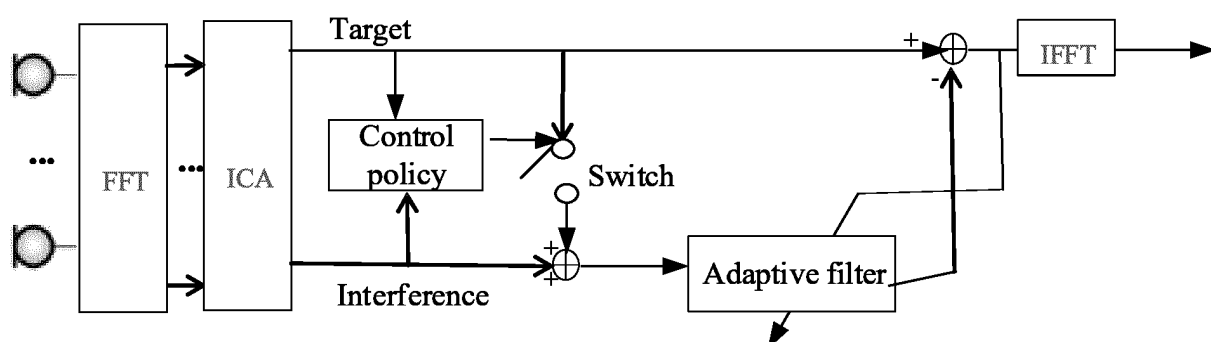 Target
+
-
IFFT
Control
policy
Switch
...
...
FFT
ICA
+
+
Interference
Adaptive filter